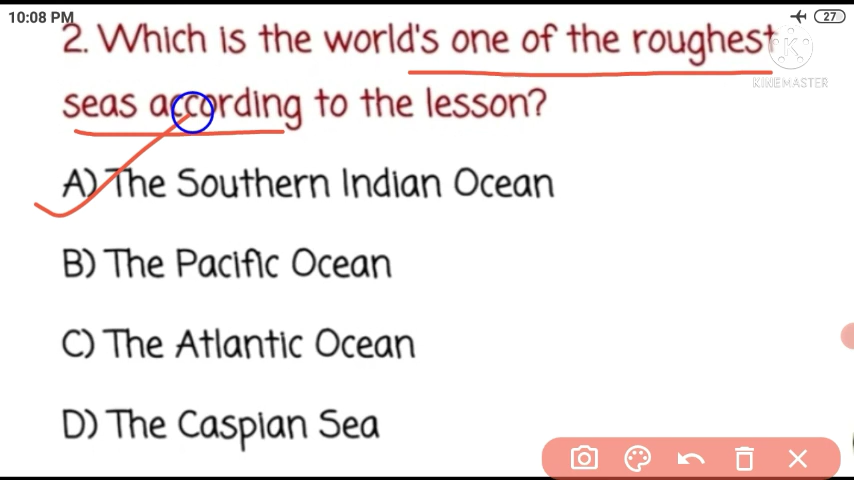 10:08 PM
27
2. Which is the world's one of the roughest
KINEMASTER
seas according to the lesson?
A) The Southern Indian Ocean
B) The Pacific Ocean
C) The Atlantic Ocean
D) The Caspian Sea